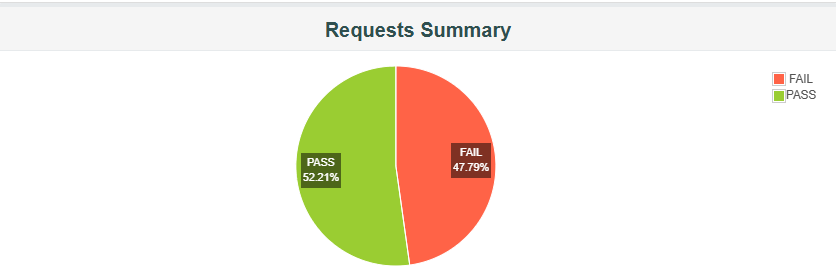 Requests Summary
FAIL
PASS
PASS
52.21%
FAIL
47.79%